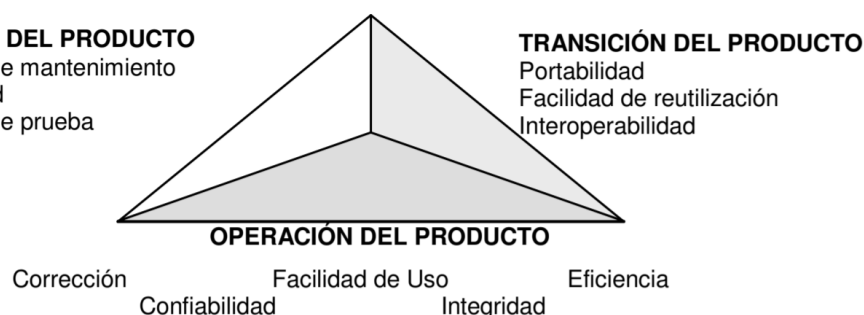 DEL PRODUCTO
e mantenimiento
e prueba
TRANSICIÓN DEL PRODUCTO
Portabilidad
Facilidad de reutilización
Interoperabilidad
OPERACIÓN DEL PRODUCTO
Corrección Facilidad de Uso Eficiencia
Confiabilidad Integridad